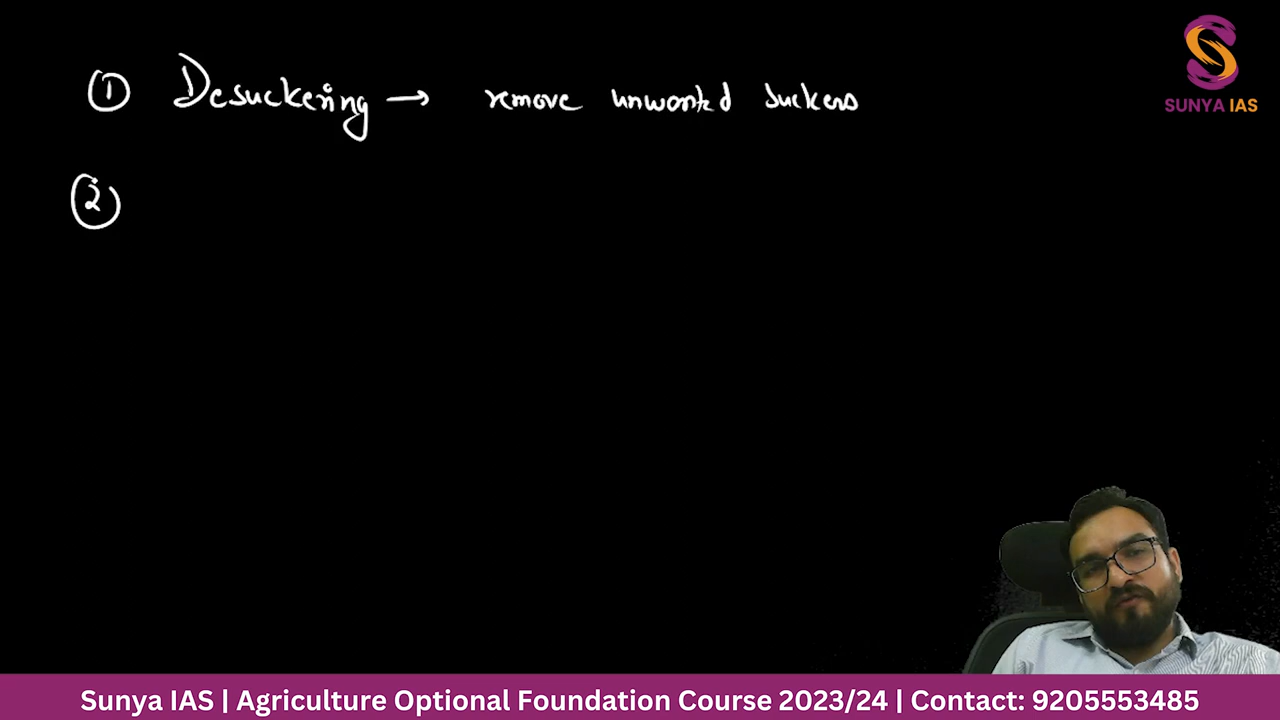 ① Desuckering → remove unwanted suckers
SUNYA IAS
②
Sunya IAS | Agriculture Optional Foundation Course 2023/24 | Contact: 9205553485